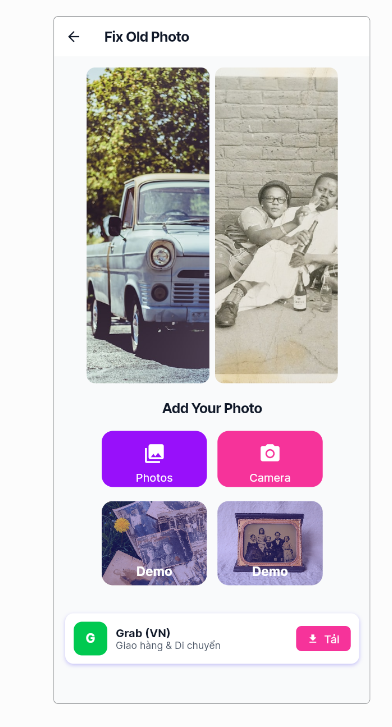 Fix Old Photo
Add Your Photo
Photos
Camera
Demo
Demo
G
Grab (VN)
Giao hàng & Di chuyển
Tải